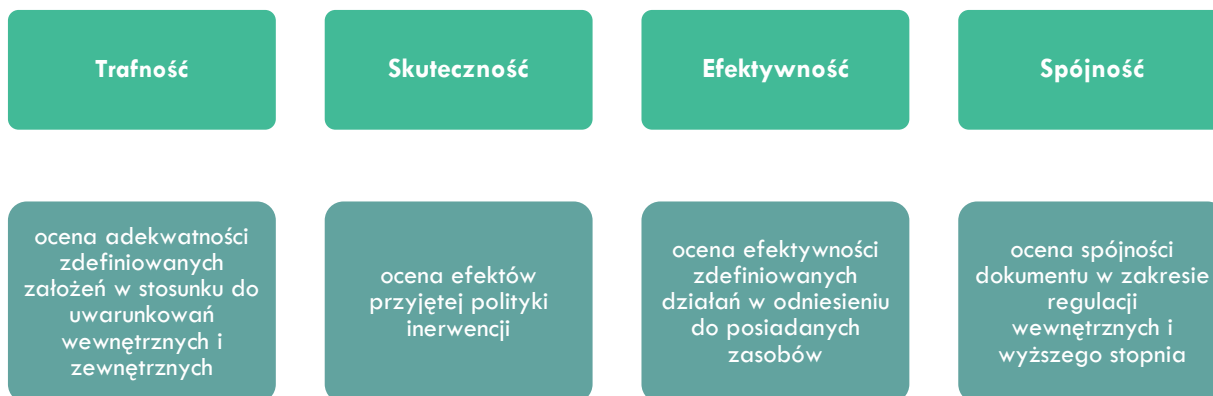 Trafność
Skuteczność
Efektywność
Spójność
ocena adekwatności
zdefiniowanych
założeń w stosunku do
uwarunkowań
wewnętrznych i
zewnętrznych
ocena efektów
przyjętej polityki
inerwencji
ocena efektywności
zdefiniowanych
działań w odniesieniu
do posiadanych
zasobów
ocena spójności
dokumentu w zakresie
regulacji
wewnętrznych i
wyższego stopnia